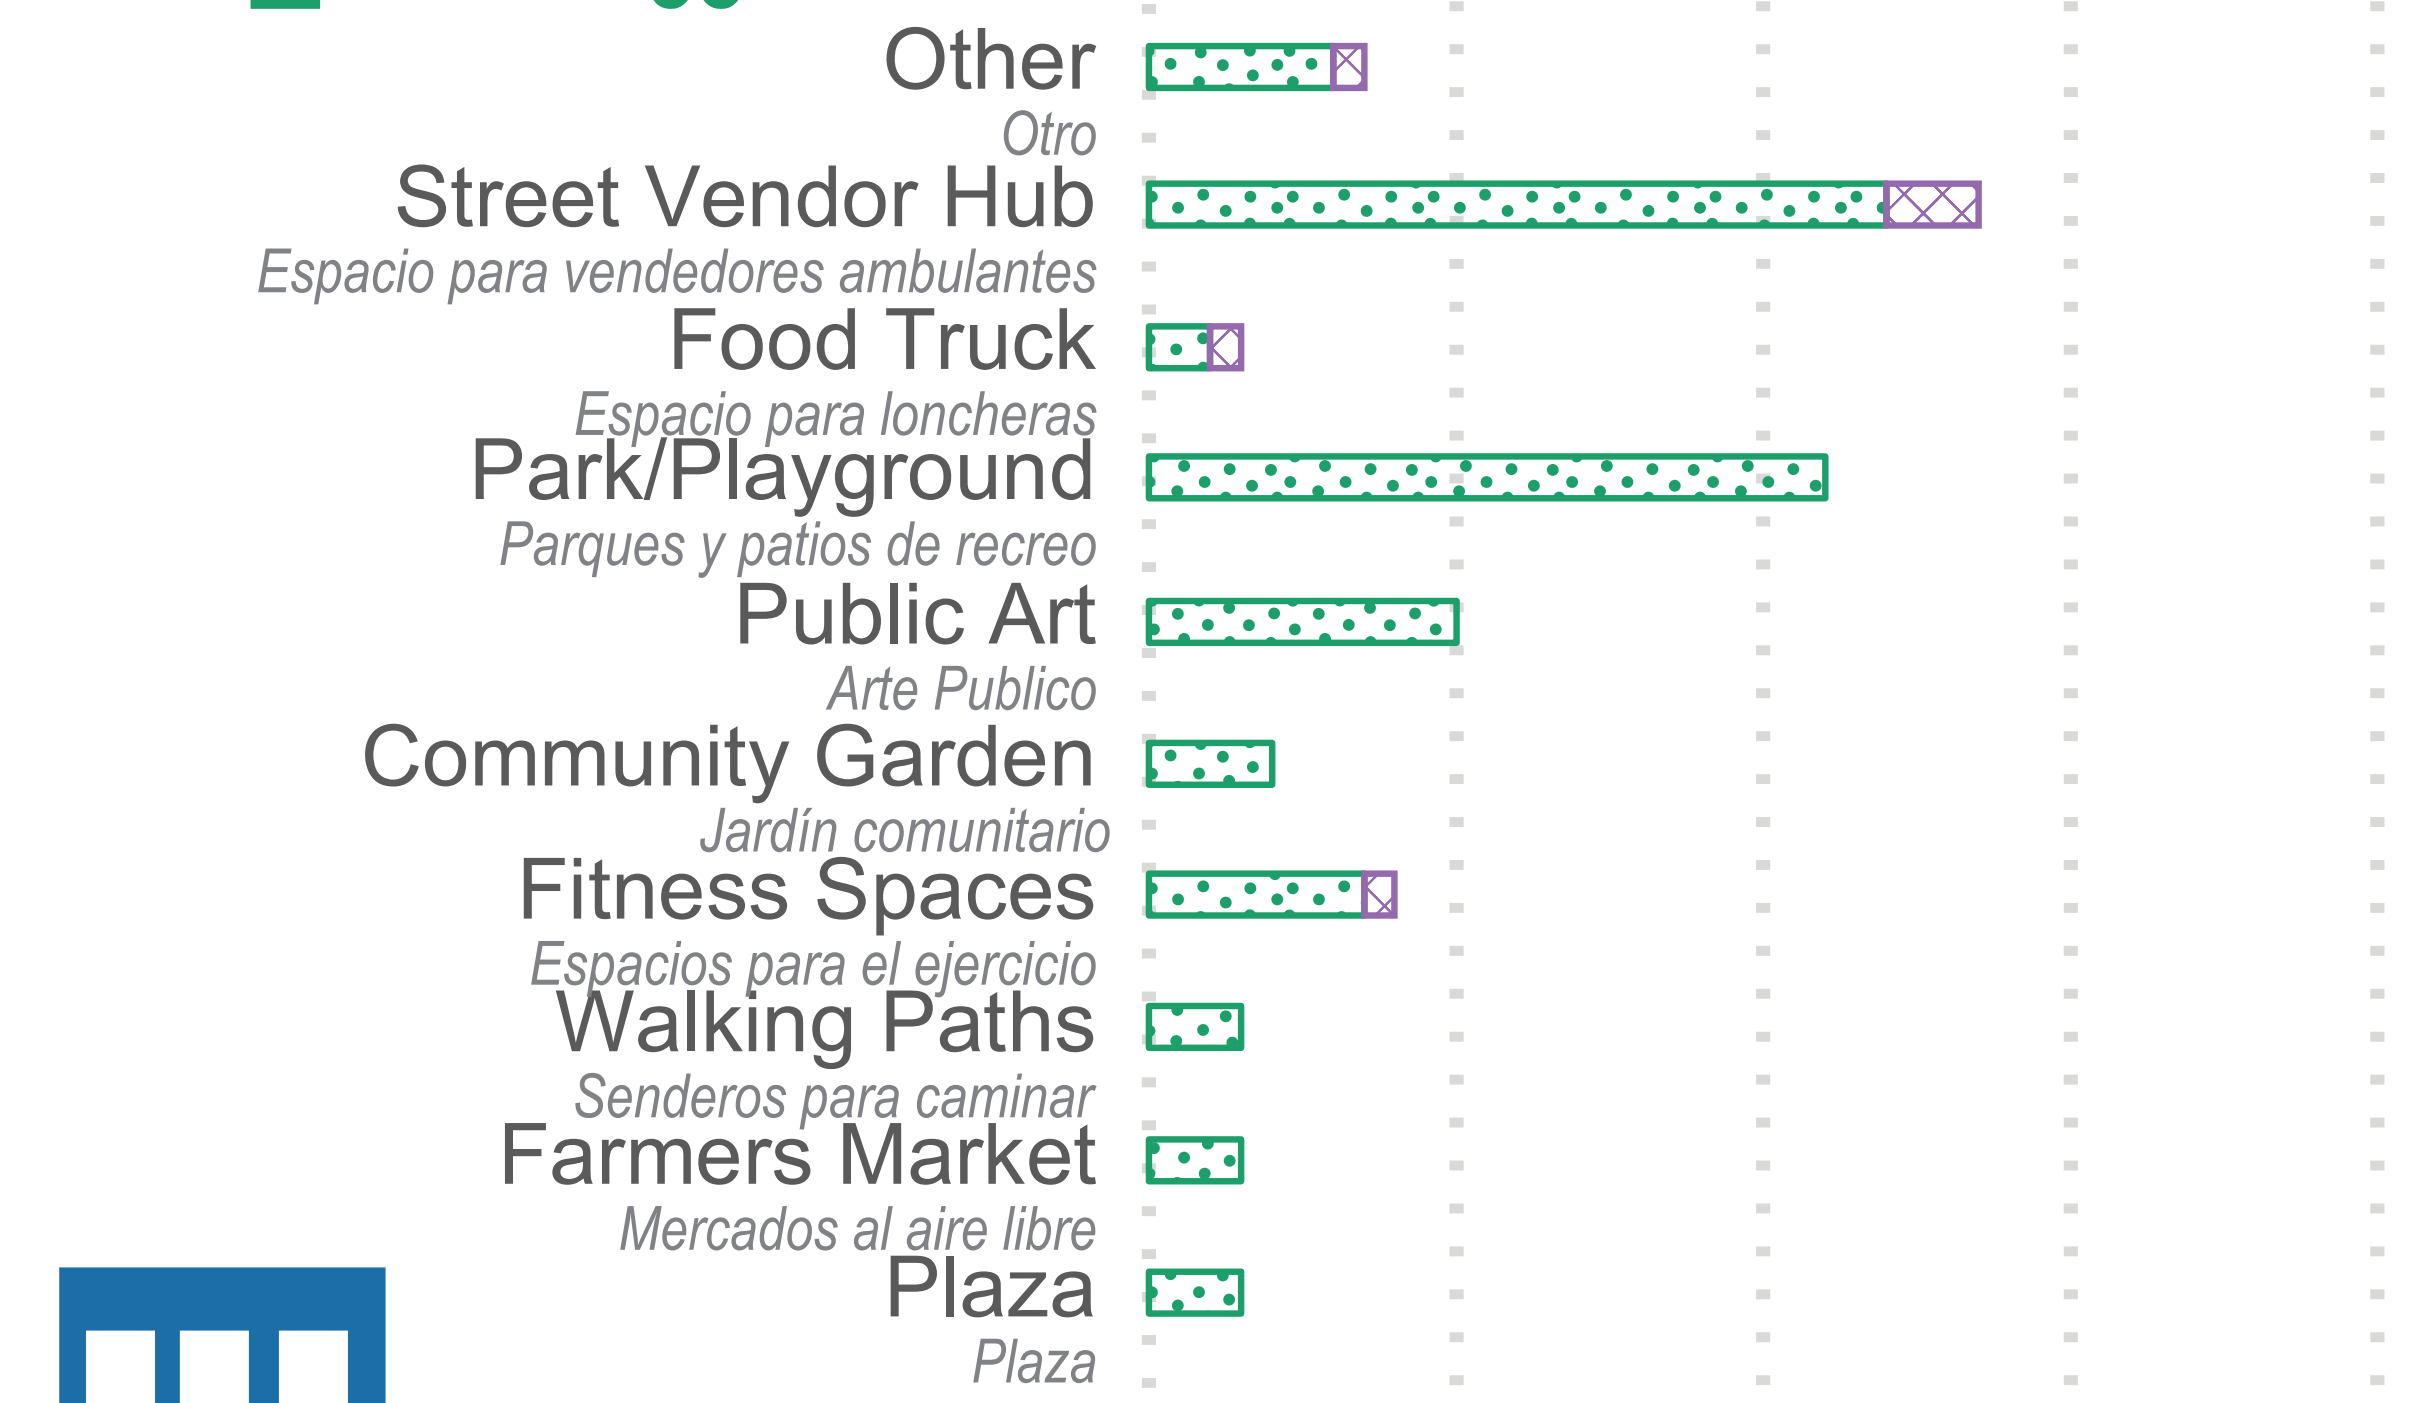 Other
Otro
Street Vendor Hub
Espacio para vendedores ambulantes
Food Truck
Espacio para loncheras
Park/Playground
Parques y patios de recreo
Public Art
Arte Publico
Community Garden
Jardín comunitario
Fitness Spaces
Espacios para el ejercicio
Walking Paths
Senderos para caminar
Farmers Market
Mercados al aire libre
Plaza
Plaza